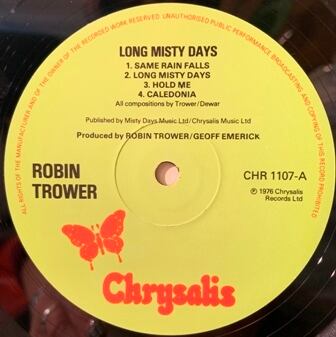 ALL RIGHTS OF THE MANUFACTURER AND OF THE OWNER OF THE RECORDED WORK RESERVED. UNAUTHORISED PUBLIC PERFORMANCE BROADCASTING AND COPYING OF THIS RECORD PROHIBITED
LONG MISTY DAYS
1. SAME RAIN FALLS
2. LONG MISTY DAYS
3. HOLD ME
4. CALEDONIA
All compositions by Trower/Dewar
Published by Misty Days Music Ltd/Chrysalis Music Ltd
Produced by ROBIN TROWER/GEOFF EMERICK
ROBIN
TROWER
CHR 1107-A
℗ 1976 Chrysalis
Records Ltd
Chrysalis